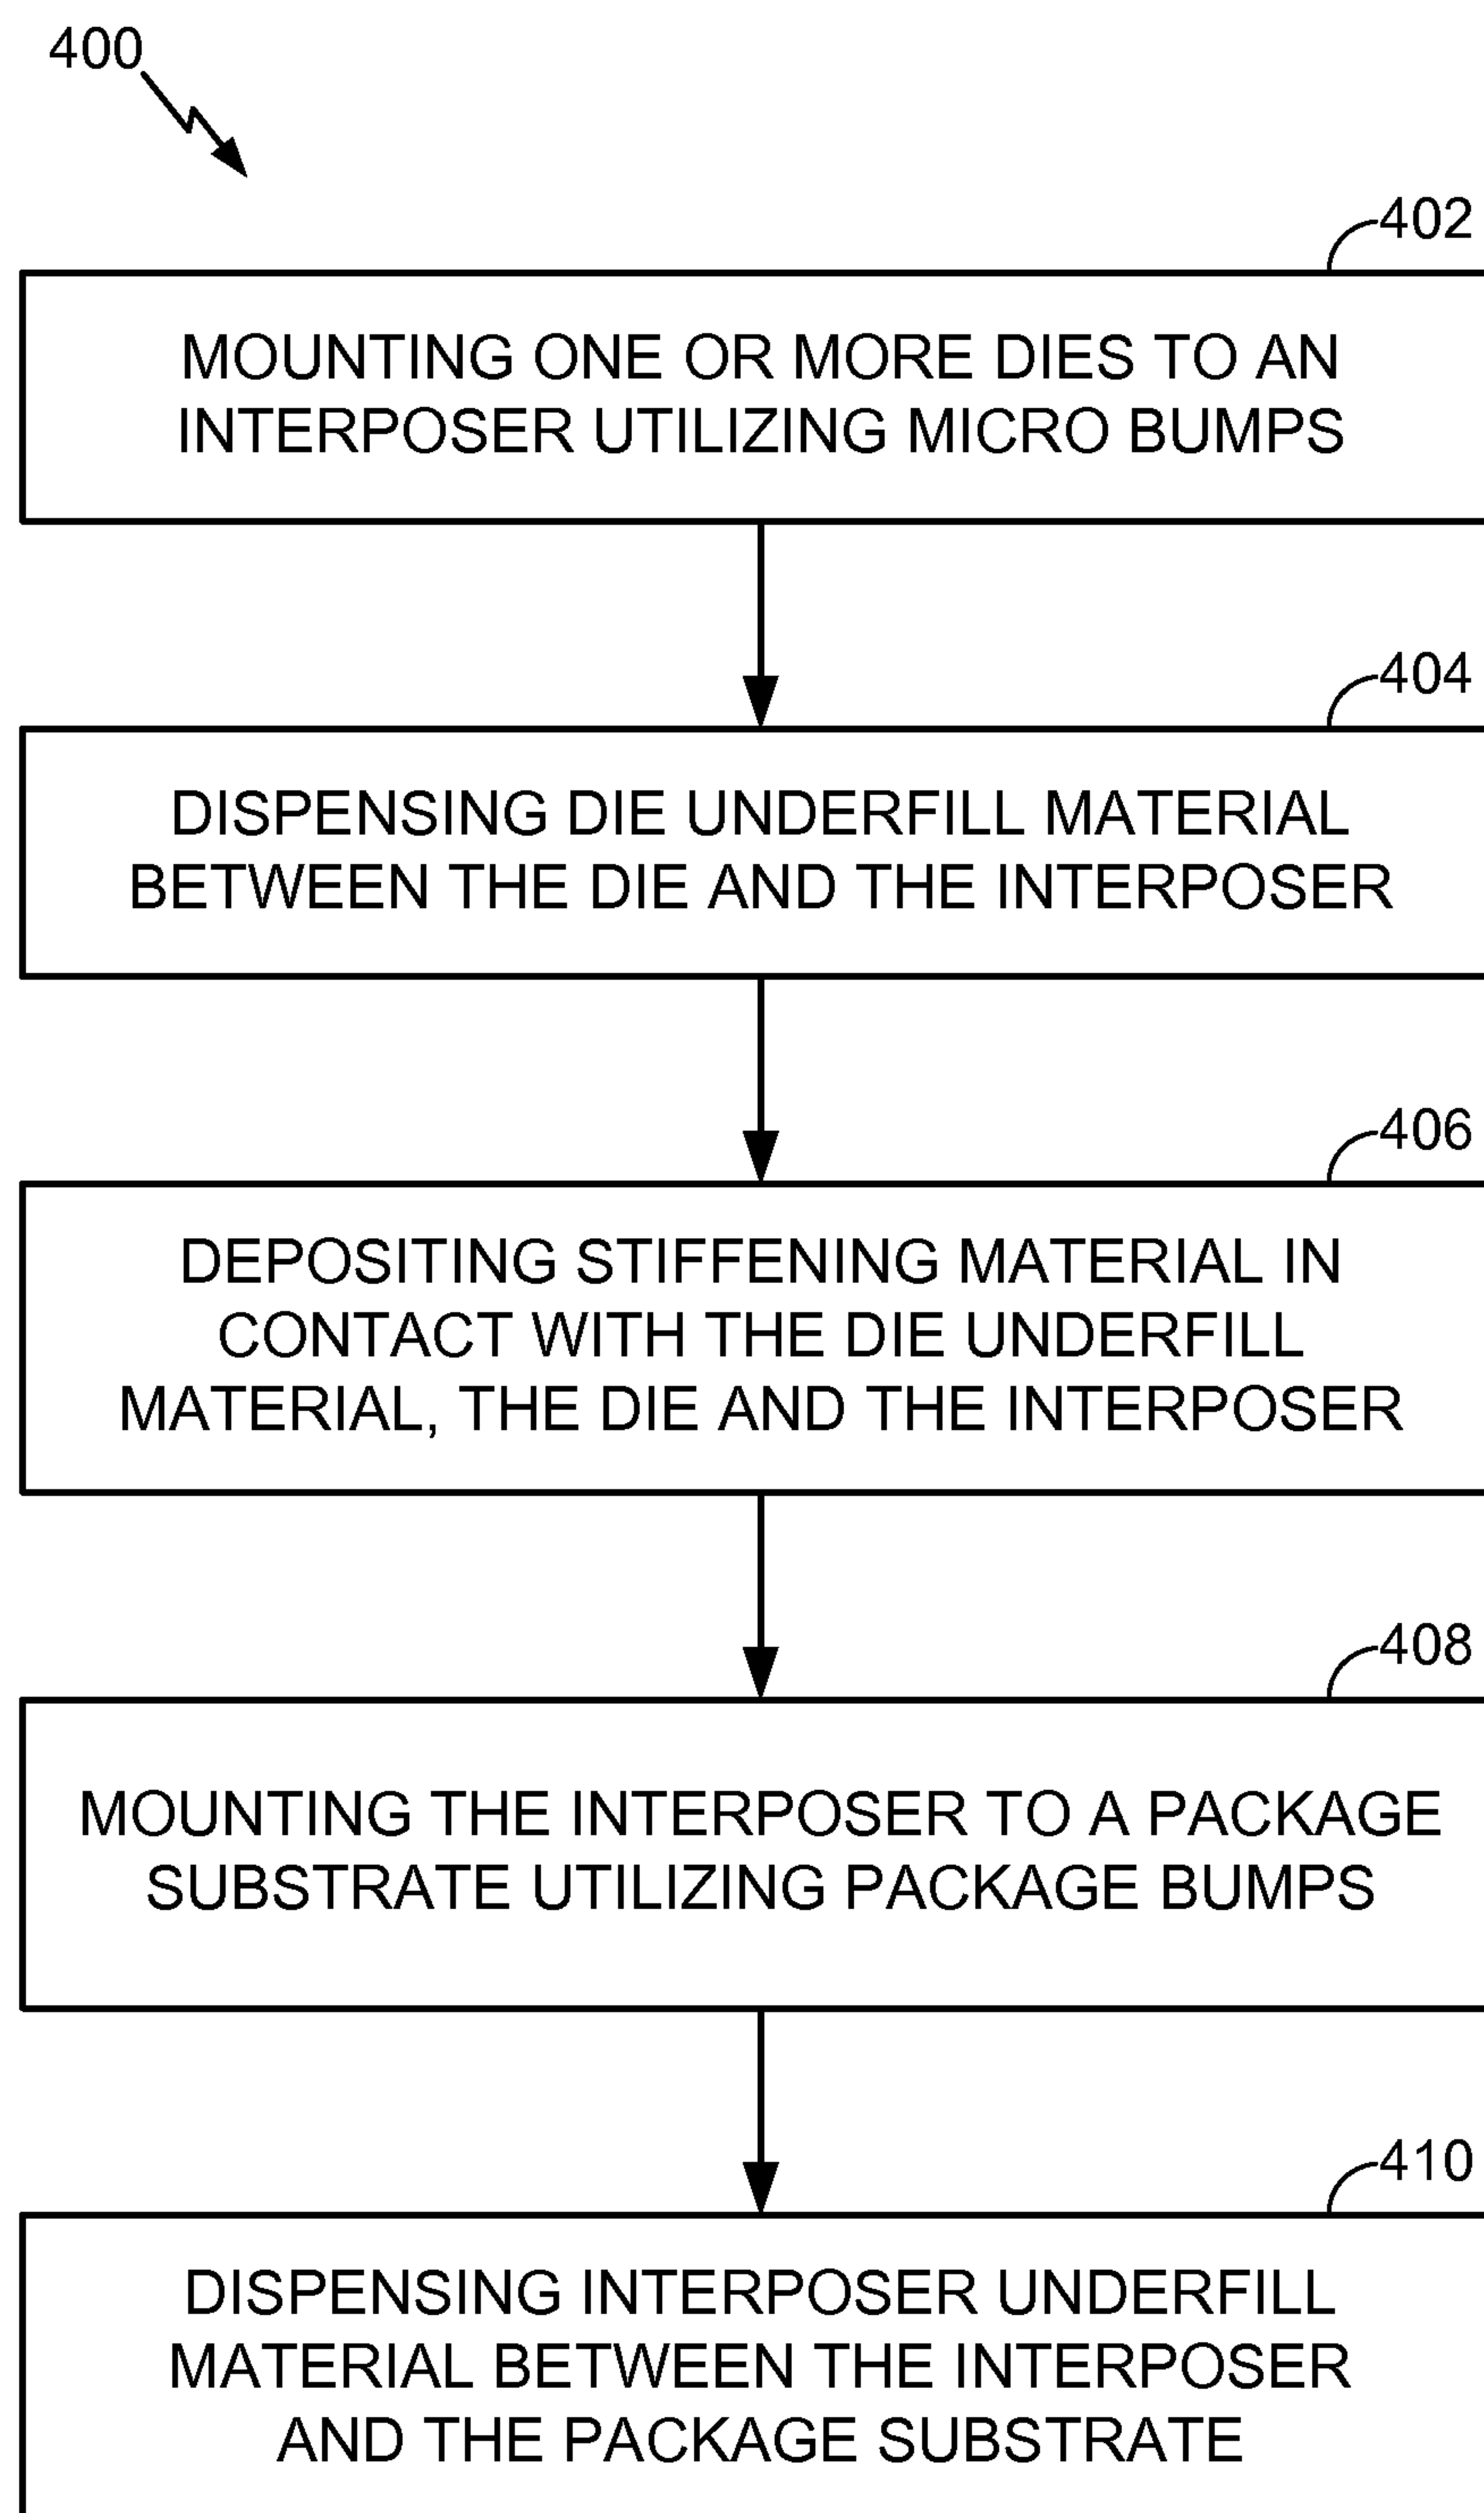 400
402
MOUNTING ONE OR MORE DIES TO AN
INTERPOSER UTILIZING MICRO BUMPS
404
DISPENSING DIE UNDERFILL MATERIAL
BETWEEN THE DIE AND THE INTERPOSER
406
DEPOSITING STIFFENING MATERIAL IN
CONTACT WITH THE DIE UNDERFILL
MATERIAL, THE DIE AND THE INTERPOSER
408
MOUNTING THE INTERPOSER TO A PACKAGE
SUBSTRATE UTILIZING PACKAGE BUMPS
410
DISPENSING INTERPOSER UNDERFILL
MATERIAL BETWEEN THE INTERPOSER
AND THE PACKAGE SUBSTRATE